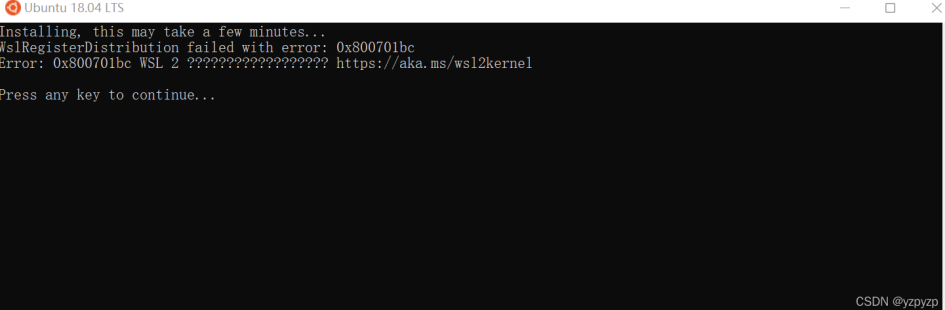 Ubuntu 18.04 LTS
Installing, this may take a few minutes...
WslRegisterDistribution failed with error: 0x800701bc
Error: 0x800701bc WSL 2 ?????????????????? https://aka.ms/wsl2kernel
Press any key to continue...
CSDN @yzpyzp